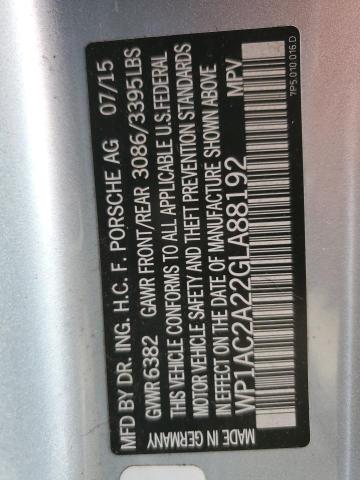 MFD BY DR. ING. H.C. F. PORSCHE AG 07/15
GVWR 6382 GAWR FRONT/REAR 3086/3395LBS
THIS VEHICLE CONFORMS TO ALL APPLICABLE U.S.FEDERAL
MOTOR VEHICLE SAFETY AND THEFT PREVENTION STANDARDS
IN EFFECT ON THE DATE OF MANUFACTURE SHOWN ABOVE
WP1AC2A22GLA88192 MPV
MADE IN GERMANY
7P5.010.016.D